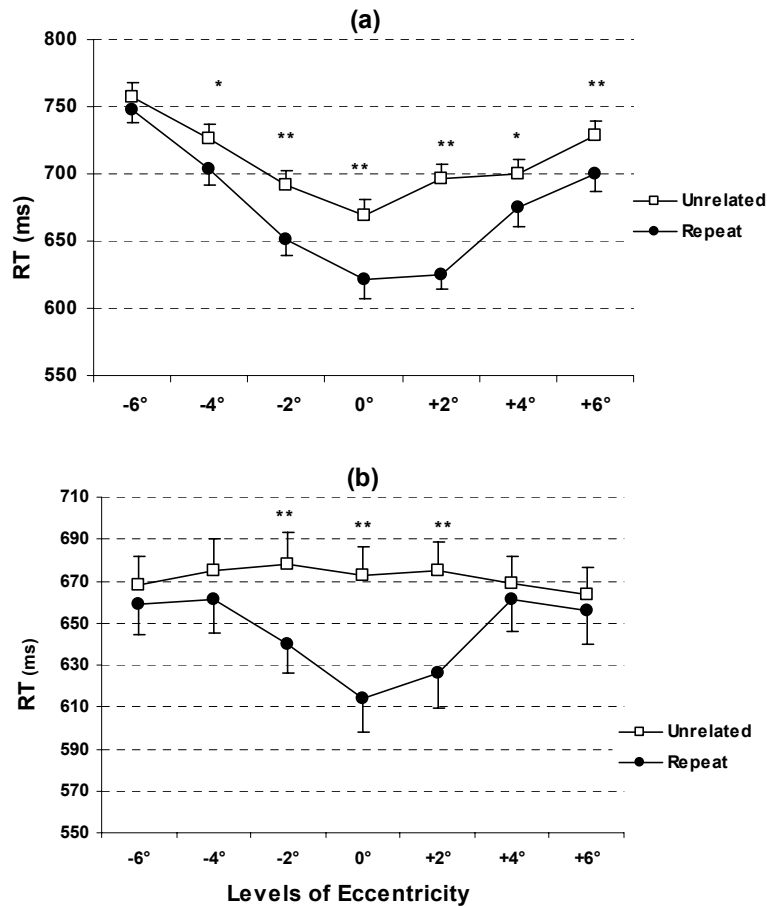 (a)
800
750
700
650
600
550
RT (ms)
* ** ** ** * **
Unrelated
Repeat
-6° -4° -2° 0° +2° +4° +6°
(b)
710
690
670
650
630
610
590
570
550
RT (ms)
** ** **
Unrelated
Repeat
-6° -4° -2° 0° +2° +4° +6°
Levels of Eccentricity